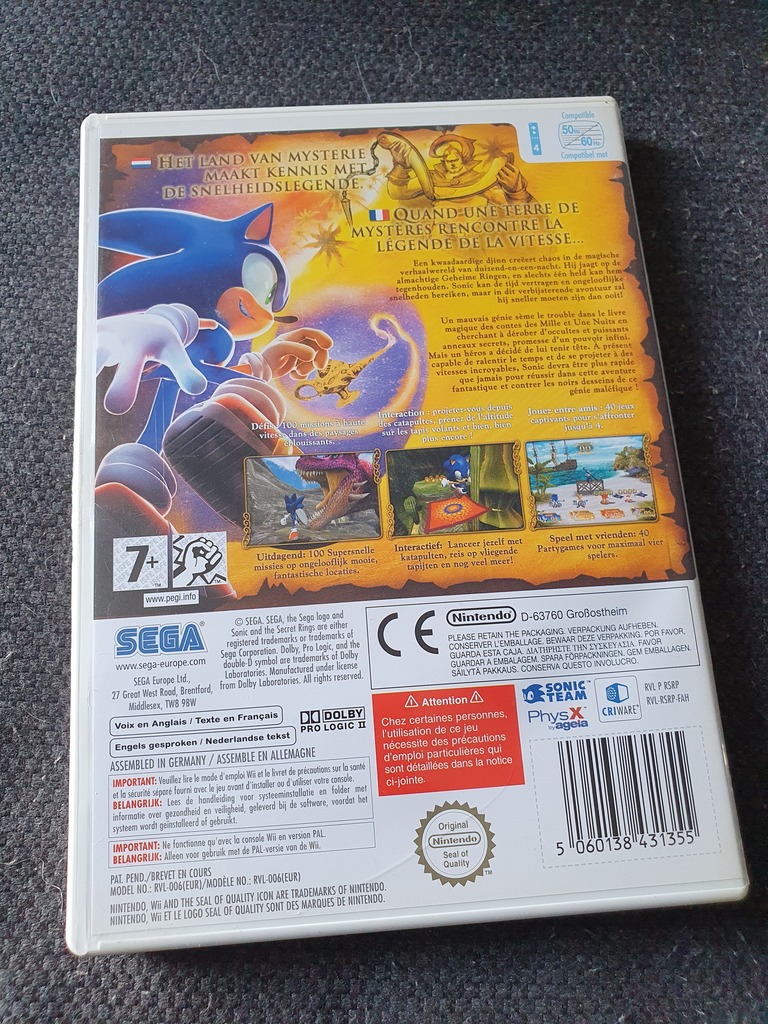 Compatible
50Hz
60Hz
Compatibel met
4
HET LAND VAN MYSTERIE
MAAKT KENNIS MET
DE SNELHEIDSLEGENDE.
QUAND UNE TERRE DE
MYSTÈRES RENCONTRE LA
LÉGENDE DE LA VITESSE...
Een kwaadaardige djinn creëert chaos in de magische
verhaalwereld van duizend-en-een-nacht. Hij jaagt op de
almachtige Geheime Ringen, en slechts één held kan hem
tegenhouden. Sonic kan de tijd vertragen en ongelooflijke
snelheden bereiken, maar in dit verbijsterende avontuur zal
hij sneller moeten zijn dan ooit!
Un mauvais génie sème le trouble dans le livre
magique des contes des Mille et Une Nuits en
cherchant à dérober d'occultes et puissants
anneaux secrets, promesse d'un pouvoir infini.
Mais un héros a décidé de lui tenir tête. À présent
capable de ralentir le temps et de se projeter à des
vitesses incroyables, Sonic devra être plus rapide
que jamais pour réussir dans cette aventure
fantastique et contrer les noirs desseins de ce
génie maléfique !
Défis : 100 missions à haute
vitesse dans des paysages
éblouissants.
Interaction : projetez-vous depuis
des catapultes, prenez de l'altitude
sur les tapis volants et bien, bien
plus encore !
Jouez entre amis : 40 jeux
captivants pour s'affronter
jusqu'à 4.
Uitdagend: 100 Supersnelle
missies op ongelooflijk mooie,
fantastische locaties.
Interactief: Lanceer jezelf met
katapulten, reis op vliegende
tapijten en nog veel meer!
Speel met vrienden: 40
Partygames voor maximaal vier
spelers.
7+
www.pegi.info
SEGA®
www.sega-europe.com
SEGA Europe Ltd.,
27 Great West Road, Brentford,
Middlesex, TW8 9BW
© SEGA. SEGA, the Sega logo and
Sonic and the Secret Rings are either
registered trademarks or trademarks of
Sega Corporation. Dolby, Pro Logic, and the
double-D symbol are trademarks of Dolby
Laboratories. Manufactured under license
from Dolby Laboratories. All rights reserved.
CE
Nintendo
D-63760 Großostheim
PLEASE RETAIN THE PACKAGING. VERPACKUNG AUFHEBEN.
CONSERVER L'EMBALLAGE. BEWAAR DEZE VERPAKKING. POR FAVOR,
GUARDA ESTA CAJA. ΔΙΑΤΗΡΗΣΤΕ ΤΗΝ ΣΥΣΚΕΥΑΣΙΑ. FAVOR
GUARDAR A EMBALAGEM. SPARA FÖRPACKNINGEN. GEM EMBALLAGEN.
SÄILYTÄ PAKKAUS. CONSERVA QUESTO INVOLUCRO.
Voix en Anglais / Texte en Français
Engels gesproken / Nederlandse tekst
DOLBY
PRO LOGIC II
ASSEMBLED IN GERMANY / ASSEMBLE EN ALLEMAGNE
Attention
Chez certaines personnes,
l'utilisation de ce jeu
nécessite des précautions
d'emploi particulières qui
sont détaillées dans la notice
ci-jointe.
SONIC
TEAM
CRIWARE™
PhysX™
by ageia
RVL P RSRP
RVL-RSRP-FAH
IMPORTANT: Veuillez lire le mode d'emploi Wii et le livret de précautions sur la santé
et la sécurité séparé fourni avec le jeu avant d'installer ou d'utiliser votre console.
BELANGRIJK: Lees de handleiding voor systeeminstallatie en folder met
informatie over gezondheid en veiligheid, geleverd bij de software, voordat het
systeem wordt geïnstalleerd of gebruikt.
IMPORTANT: Ne fonctionne qu'avec la console Wii en version PAL.
BELANGRIJK: Alleen voor gebruik met de PAL-versie van de Wii.
PAT. PEND./BREVET EN COURS
MODEL NO.: RVL-006(EUR)/MODÈLE NO.: RVL-006(EUR)
NINTENDO, Wii AND THE SEAL OF QUALITY ICON ARE TRADEMARKS OF NINTENDO.
NINTENDO, Wii ET LE LOGO SEAL OF QUALITY SONT DES MARQUES DE NINTENDO.
Original
Nintendo
Seal of
Quality
TM
5 060138 431355